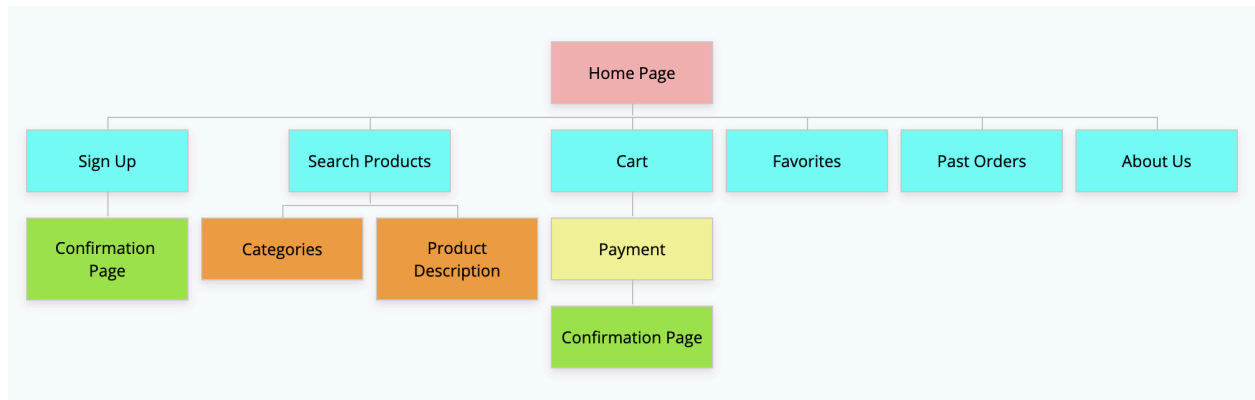 Home Page
Sign Up
Search Products
Cart
Favorites
Past Orders
About Us
Confirmation
Page
Categories
Product
Description
Payment
Confirmation Page